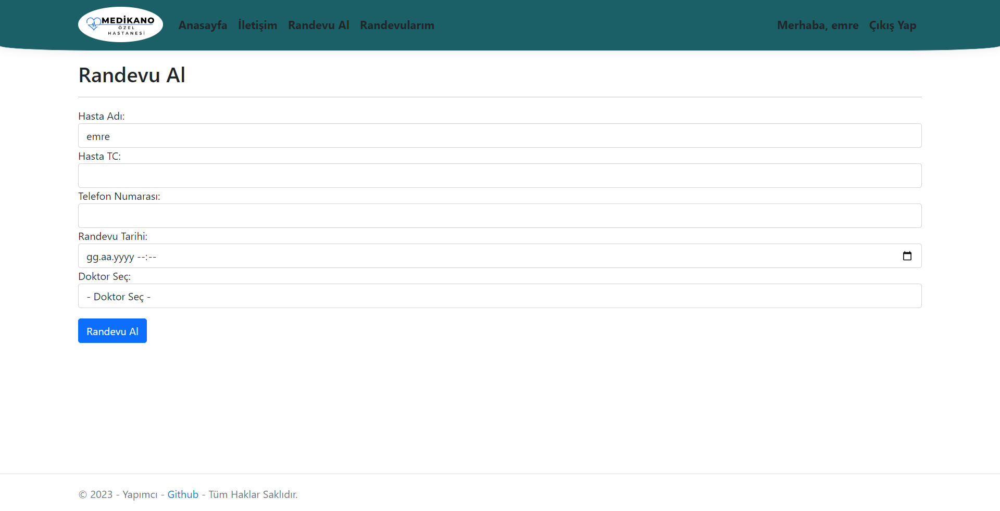 MEDİKANO
ÖZEL
HASTANESİ
Anasayfa İletişim Randevu Al Randevularım Merhaba, emre Çıkış Yap
Randevu Al
Hasta Adı:
emre
Hasta TC:
Telefon Numarası:
Randevu Tarihi:
gg.aa.yyyy --:--
Doktor Seç:
- Doktor Seç -
Randevu Al
© 2023 - Yapımcı - Github - Tüm Haklar Saklıdır.